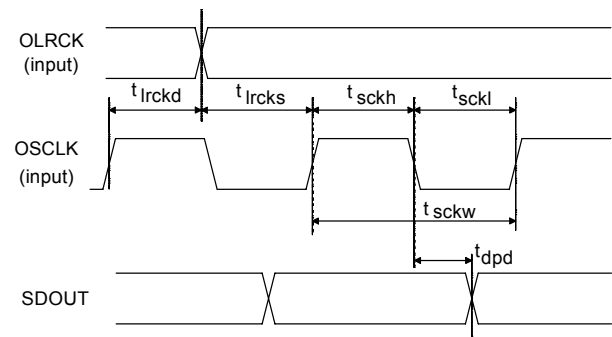 OLRCK
(input)
t lrckd
t lrcks
t sckh
t sckl
OSCLK
(input)
t sckw
t dpd
SDOUT